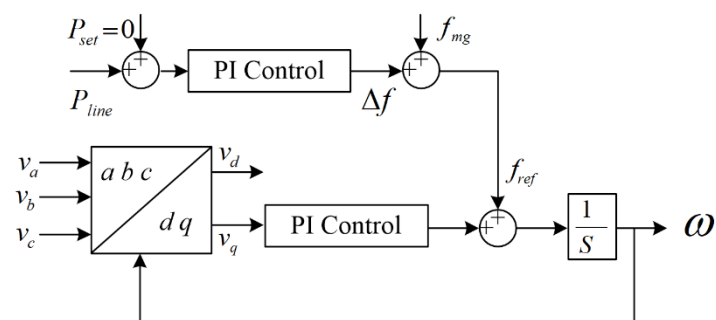 P_set=0
f_mg
+
+
PI Control
+
+
P_line
Δf
v_a
v_b
v_c
a b c
d q
v_d
v_q
f_ref
PI Control
+
+
1
S
ω